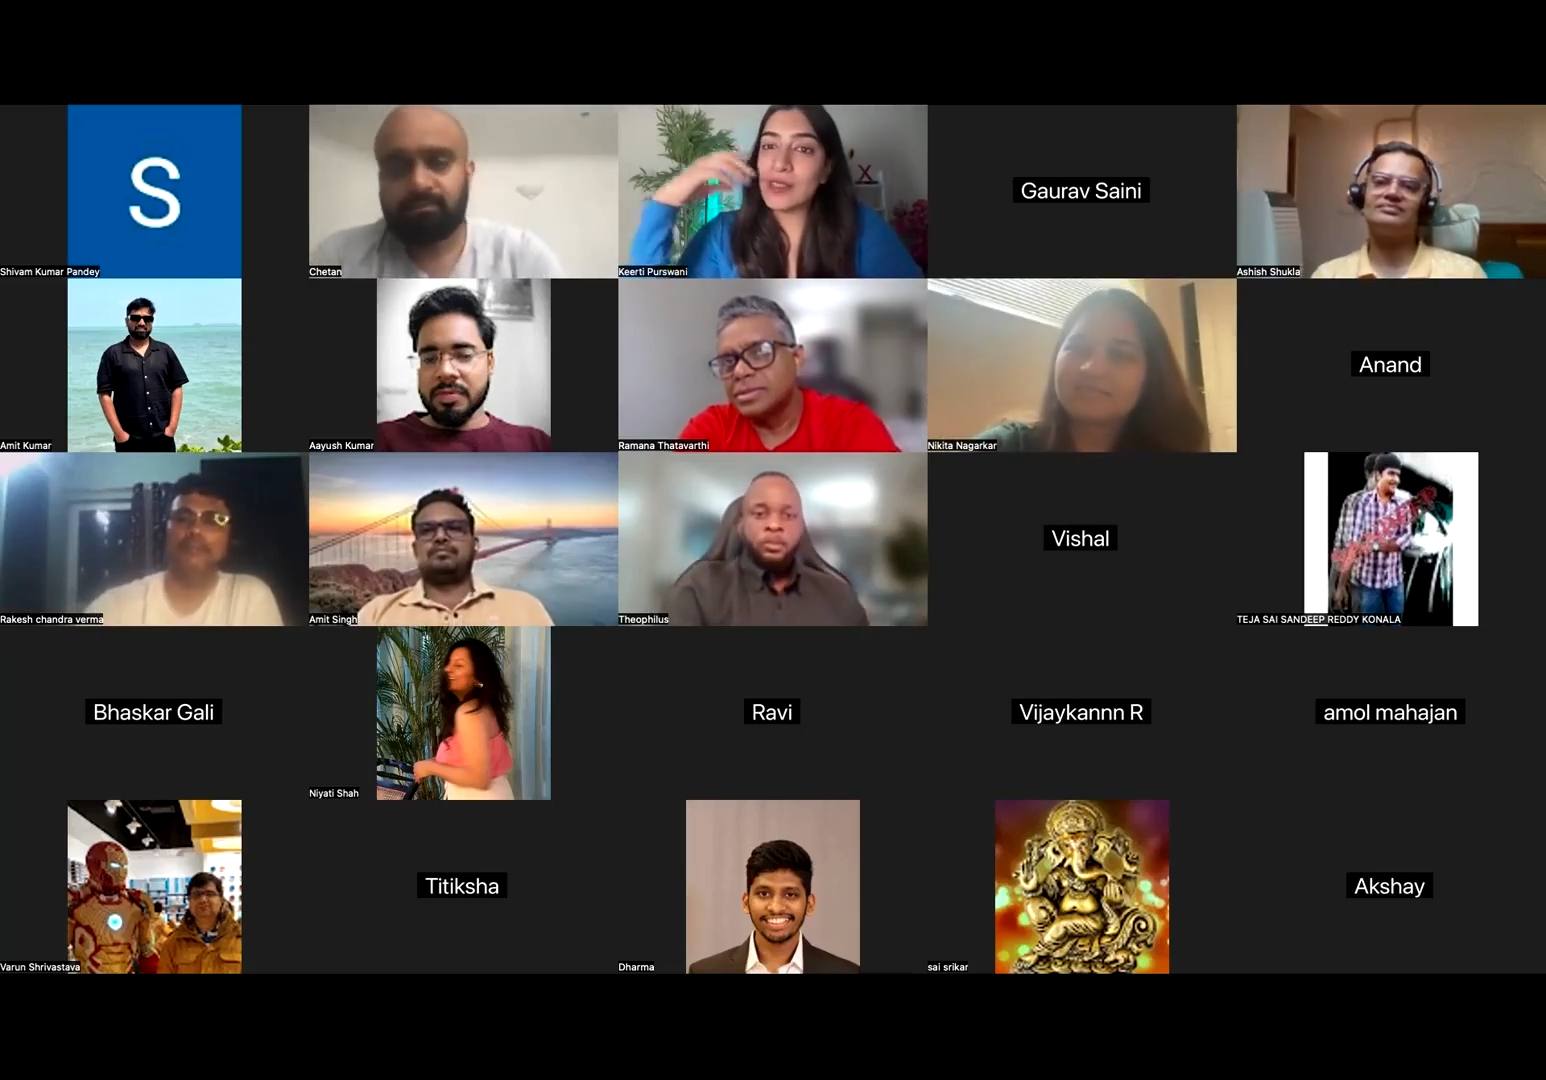 S
Shivam Kumar Pandey
Chetan
Keerti Purswani
Gaurav Saini
Ashish Shukla
Amit Kumar
Aayush Kumar
Ramana Thatavarthi
Nikita Nagarkar
Anand
Rakesh chandra verma
Amit Singh
Theophilus
Vishal
TEJA SAI SANDEEP REDDY KONALA
Bhaskar Gali
Niyati Shah
Ravi
Vijaykannn R
amol mahajan
Varun Shrivastava
Titiksha
Dharma
sai srikar
Akshay